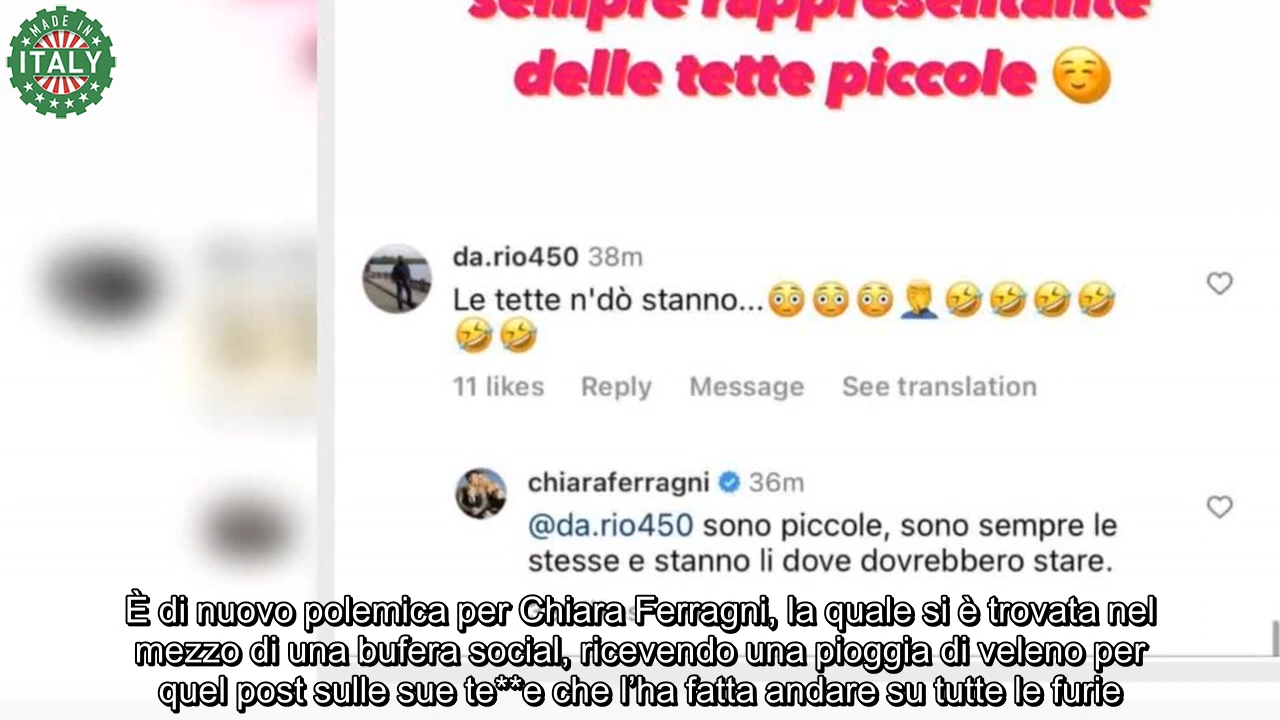 MADE IN
ITALY
sempre rappresentante
delle tette piccole 😌
da.rio450 38m
Le tette n'dò stanno...😳😳😳🤦🤣🤣🤣🤣
🤣🤣
11 likes Reply Message See translation
chiaraferragni 36m
@da.rio450 sono piccole, sono sempre le
stesse e stanno li dove dovrebbero stare.
È di nuovo polemica per Chiara Ferragni, la quale si è trovata nel
mezzo di una bufera social, ricevendo una pioggia di veleno per
quel post sulle sue te**e che l'ha fatta andare su tutte le furie